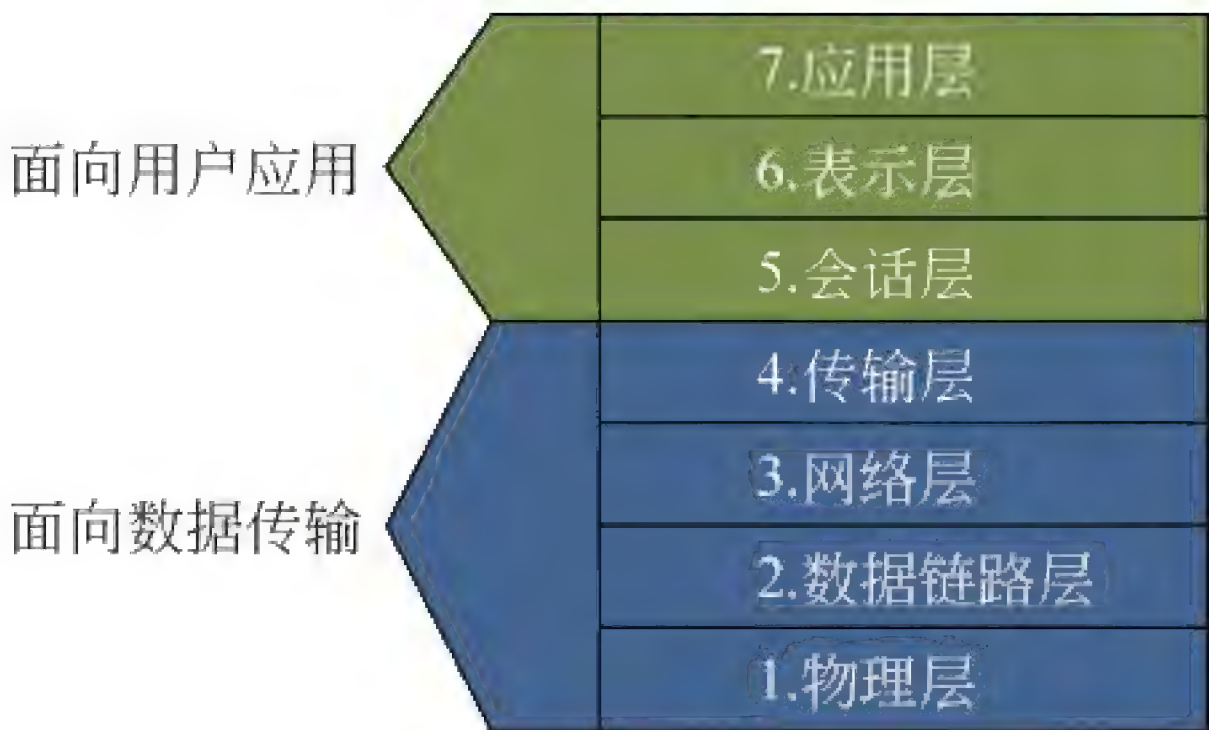 7.应用层
面向用户应用
6.表示层
5.会话层
4.传输层
3.网络层
面向数据传输
2.数据链路层
1.物理层